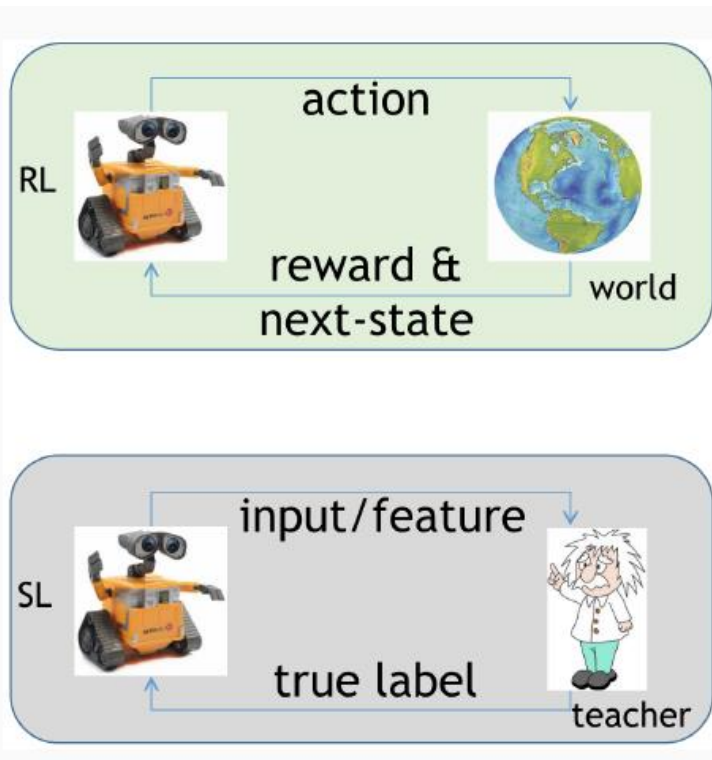 action
RL
reward &
world
next-state
input/feature
SL
true label
teacher